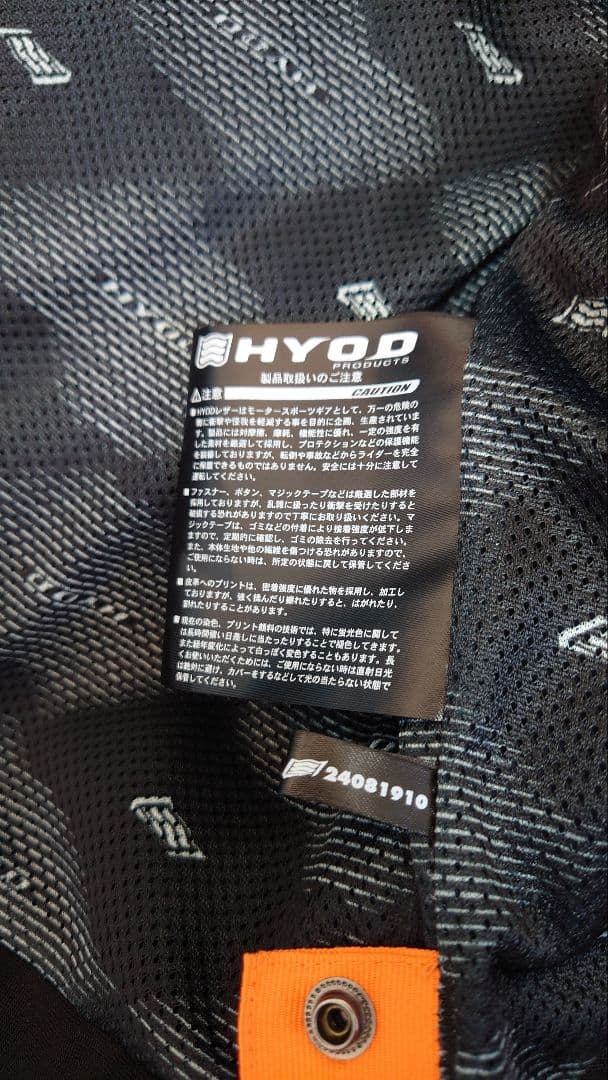 HYOD
HYOD
HYOD
PRODUCTS
製品取扱いのご注意
⚠注意 CAUTION
■HYODレザーはモータースポーツギアとして、万一の危険の
際に衝撃や怪我を軽減する事を目的に企画、生産されていま
す。製品には対摩擦、摩耗、機能性に優れ、一定の強度を有
した素材を厳選して採用し、プロテクションなどの保護機能
を装備しておりますが、転倒や事故などからライダーを完全
に保護できるものではありません。安全には十分に注意して
運転してください。
■ファスナー、ボタン、マジックテープなどは厳選した部材を
採用しておりますが、乱雑に扱ったり衝撃を受けたりすると
破損する恐れがありますので丁寧にお取り扱いください。マ
ジックテープは、ゴミなどの付着により接着強度が低下しま
すので、定期的に確認し、ゴミの除去を行ってください。
また、本体生地や他の繊維を傷つける恐れがありますので、
ご使用にならない時は、所定の状態に戻して保管してくださ
い。
■皮革へのプリントは、密着強度に優れた物を採用し、加工し
ておりますが、強く揉んだり擦れたりすると、はがれたり、
割れたりすることがあります。
■現在の染色、プリント顔料の技術では、特に蛍光色に関して
は長時間強い日差しに当たったりすることで褪色してきます。
また経年変化によって白っぽく変色することもあります。長
くお使いいただくためには、ご使用にならない時は直射日光
は絶対に避け、カバーをするなどして光の当たらない状態で
保管してください。
24081910
HYOD